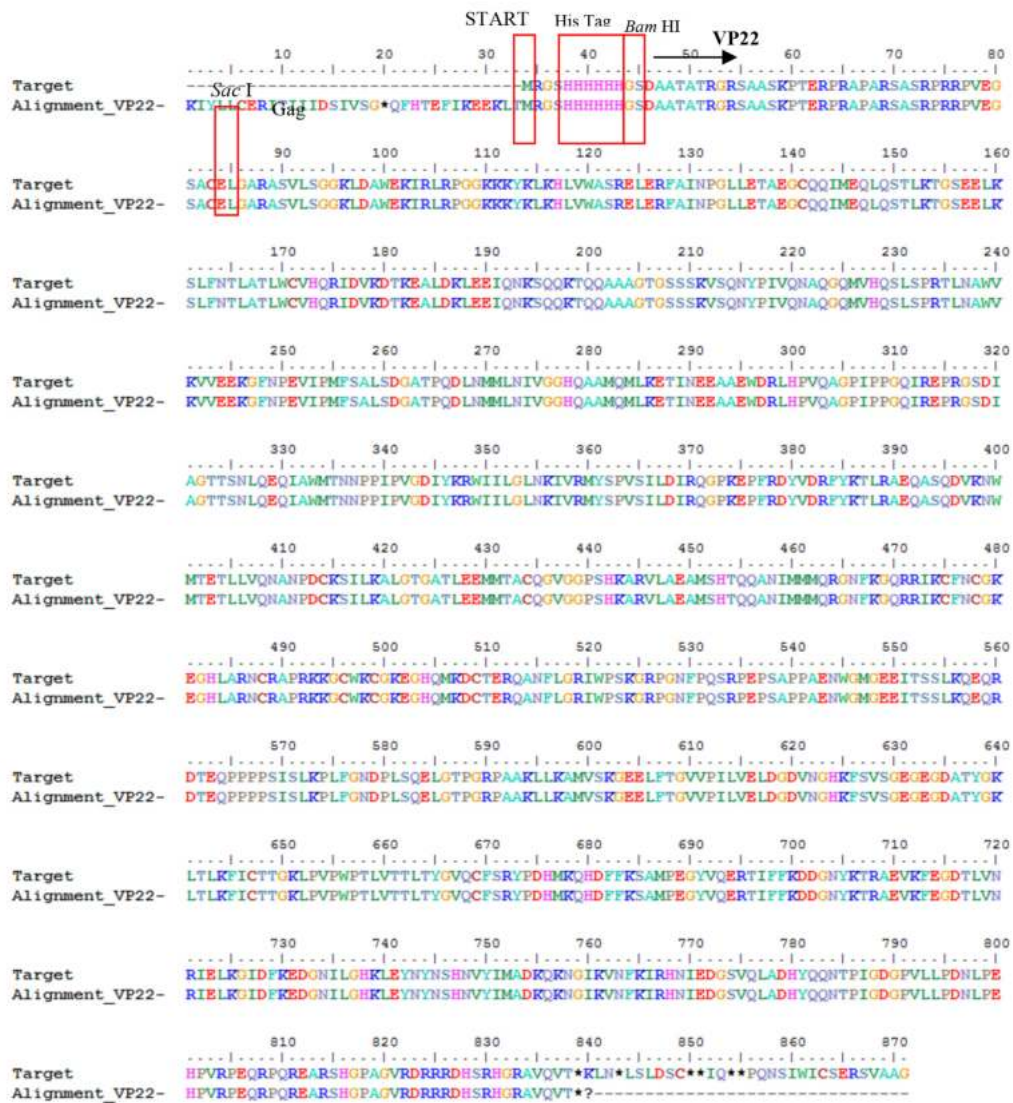 START His Tag Bam HI VP22
10 20 30 40 50 60 70 80
Target --------------------------------MRGSHHHHHHGSDAATATRGRSAASKPTERPRAPARSASRPRRPVEG
Sac I
Alignment_VP22- IIDSIVSG*QFHTEFIKEEKLTMRGSHHHHHHGSDAATATRGRSAASKPTERPRAPARSASRPRRPVEG
Gag
90 100 110 120 130 140 150 160
Target SACELGARASVLSGGKLDAWEKIRLRPGGKKKYKLKHLVWASRELERFAINPGLLETAEGCQQIMEQLQSTLKTGSEELK
Alignment_VP22- SACELGARASVLSGGKLDAWEKIRLRPGGKKKYKLKHLVWASRELERFAINPGLLETAEGCQQIMEQLQSTLKTGSEELK
170 180 190 200 210 220 230 240
Target SLFNTLATLWCVHQRIDVKDTKEALDKLEEIQNKSQQKTQQAAAGTGSSSKVSQNYPIVQNAQGQMVHQSLSPRTLNAWV
Alignment_VP22- SLFNTLATLWCVHQRIDVKDTKEALDKLEEIQNKSQQKTQQAAAGTGSSSKVSQNYPIVQNAQGQMVHQSLSPRTLNAWV
250 260 270 280 290 300 310 320
Target KVVEEKGFNPEVIPMFSALSDGATPQDLNMMLNIVGGHQAAMQMLKETINEEAAEWDRLHPVQAGPIPPGQIREPRGSDI
Alignment_VP22- KVVEEKGFNPEVIPMFSALSDGATPQDLNMMLNIVGGHQAAMQMLKETINEEAAEWDRLHPVQAGPIPPGQIREPRGSDI
330 340 350 360 370 380 390 400
Target AGTTSNLQEQIAWMTNNPPIPVGDIYKRWIILGLNKIVRMYSPVSILDIRQGPKEPFRDYVDRFYKTLRAEQASQDVKNW
Alignment_VP22- AGTTSNLQEQIAWMTNNPPIPVGDIYKRWIILGLNKIVRMYSPVSILDIRQGPKEPFRDYVDRFYKTLRAEQASQDVKNW
410 420 430 440 450 460 470 480
Target MTETLLVQNANPDCKSILKALGTGATLEEMMTACQGVGGPSHKARVLAEAMSHTQQANIMMMQRGNFKGQRRIKCFNCGK
Alignment_VP22- MTETLLVQNANPDCKSILKALGTGATLEEMMTACQGVGGPSHKARVLAEAMSHTQQANIMMMQRGNFKGQRRIKCFNCGK
490 500 510 520 530 540 550 560
Target EGHLARNCRAPRKKGCWKCGKEGHQMKDCTERQANFLGRIWPSKGRPGNFPQSRPEPSAPPAENWGMGEEITSSLKQEQR
Alignment_VP22- EGHLARNCRAPRKKGCWKCGKEGHQMKDCTERQANFLGRIWPSKGRPGNFPQSRPEPSAPPAENWGMGEEITSSLKQEQR
570 580 590 600 610 620 630 640
Target DTEQPPPPSISLKPLFGNDPLSQELGTPGRPAAKLLKAMVSKGEELFTGVVPILVELDGDVNGHKFSVSGEGEGDATYGK
Alignment_VP22- DTEQPPPPSISLKPLFGNDPLSQELGTPGRPAAKLLKAMVSKGEELFTGVVPILVELDGDVNGHKFSVSGEGEGDATYGK
650 660 670 680 690 700 710 720
Target LTLKFICTTGKLPVPWPTLVTTLTYGVQCFSRYPDHMKQHDFFKSAMPEGYVQERTIFFKDDGNYKTRAEVKFEGDTLVN
Alignment_VP22- LTLKFICTTGKLPVPWPTLVTTLTYGVQCFSRYPDHMKQHDFFKSAMPEGYVQERTIFFKDDGNYKTRAEVKFEGDTLVN
730 740 750 760 770 780 790 800
Target RIELKGIDFKEDGNILGHKLEYNYNSHNVYIMADKQKNGIKVNFKIRHNIEDGSVQLADHYQQNTPIGDGPVLLPDNLPE
Alignment_VP22- RIELKGIDFKEDGNILGHKLEYNYNSHNVYIMADKQKNGIKVNFKIRHNIEDGSVQLADHYQQNTPIGDGPVLLPDNLPE
810 820 830 840 850 860 870
Target HPVRPEQRPQREARSHGPAGVRDRRRDHSRHGRAVQVT*KLN*LSLDSC**IQ**PQNSIWICSERSVAAG
Alignment_VP22- HPVRPEQRPQREARSHGPAGVRDRRRDHSRHGRAVQVT*?-------------------------------